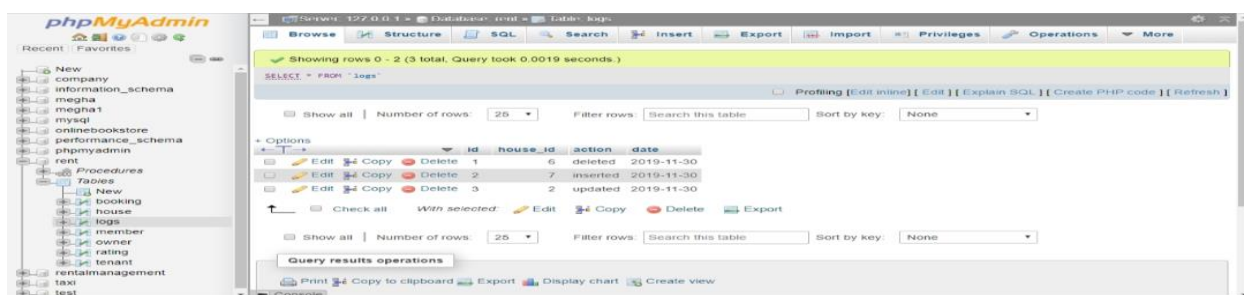 phpMyAdmin
Recent Favorites
New
company
information_schema
megha
megha1
mysql
onlinebookstore
performance_schema
phpmyadmin
rent
Procedures
Tables
New
booking
house
logs
member
owner
rating
tenant
rentalmanagement
taxi
test
Server: 127.0.0.1 » Database: rent » Table: logs
Browse Structure SQL Search Insert Export Import Privileges Operations More
Showing rows 0 - 2 (3 total, Query took 0.0019 seconds.)
SELECT * FROM `logs`
Profiling [Edit inline] [ Edit ] [ Explain SQL ] [ Create PHP code ] [ Refresh ]
Show all | Number of rows: 25 Filter rows: Search this table Sort by key: None
+ Options
id house_id action date
Edit Copy Delete 1 6 deleted 2019-11-30
Edit Copy Delete 2 7 inserted 2019-11-30
Edit Copy Delete 3 2 updated 2019-11-30
Check all With selected: Edit Copy Delete Export
Show all | Number of rows: 25 Filter rows: Search this table Sort by key: None
Query results operations
Print Copy to clipboard Export Display chart Create view
Console